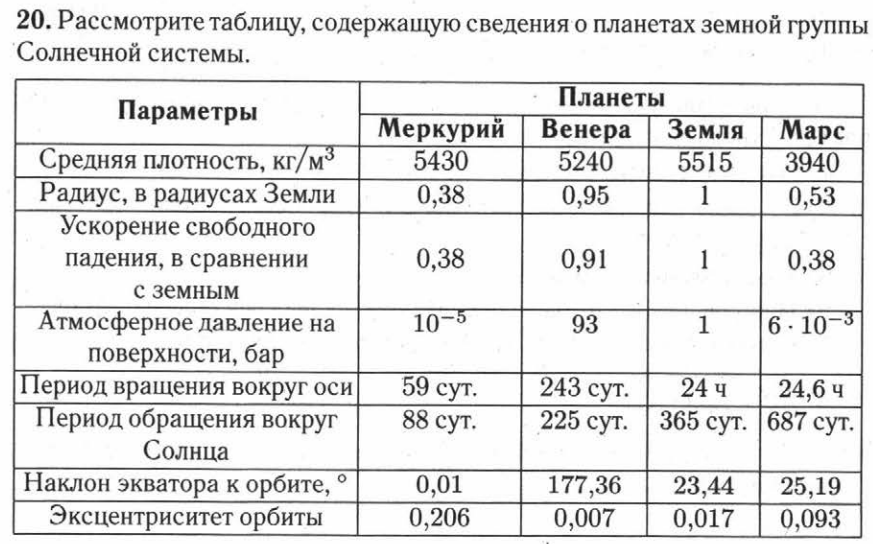 20. Рассмотрите таблицу, содержащую сведения о планетах земной группы
Солнечной системы.
Параметры | Планеты
Меркурий | Венера | Земля | Марс
Средняя плотность, кг/м³ | 5430 | 5240 | 5515 | 3940
Радиус, в радиусах Земли | 0,38 | 0,95 | 1 | 0,53
Ускорение свободного
падения, в сравнении | 0,38 | 0,91 | 1 | 0,38
с земным
Атмосферное давление на | 10⁻⁵ | 93 | 1 | 6 · 10⁻³
поверхности, бар
Период вращения вокруг оси | 59 сут. | 243 сут. | 24 ч | 24,6 ч
Период обращения вокруг | 88 сут. | 225 сут. | 365 сут. | 687 сут.
Солнца
Наклон экватора к орбите, ° | 0,01 | 177,36 | 23,44 | 25,19
Эксцентриситет орбиты | 0,206 | 0,007 | 0,017 | 0,093